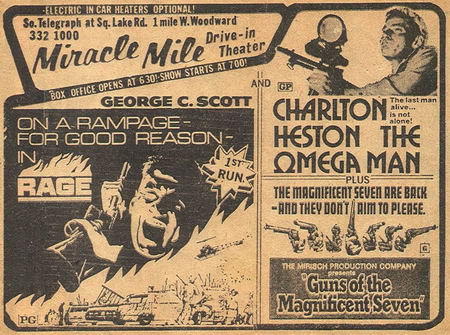 -ELECTRIC IN CAR HEATERS OPTIONAL!
So. Telegraph at Sq. Lake Rd. 1 mile W. Woodward
332 1000
Miracle Mile Drive-in Theater
BOX OFFICE OPENS AT 6:30! SHOW STARTS AT 7:00!
GEORGE C. SCOTT
ON A RAMPAGE-
FOR GOOD REASON-
IN
RAGE
1ST RUN.
PG
AND
GP
The last man
alive...
is not
alone!
CHARLTON
HESTON THE
ΩMEGA MAN
PLUS
THE MAGNIFICENT SEVEN ARE BACK
-AND THEY DON'T AIM TO PLEASE.
G
THE MIRISCH PRODUCTION COMPANY
presents
"Guns of the
Magnificent Seven"